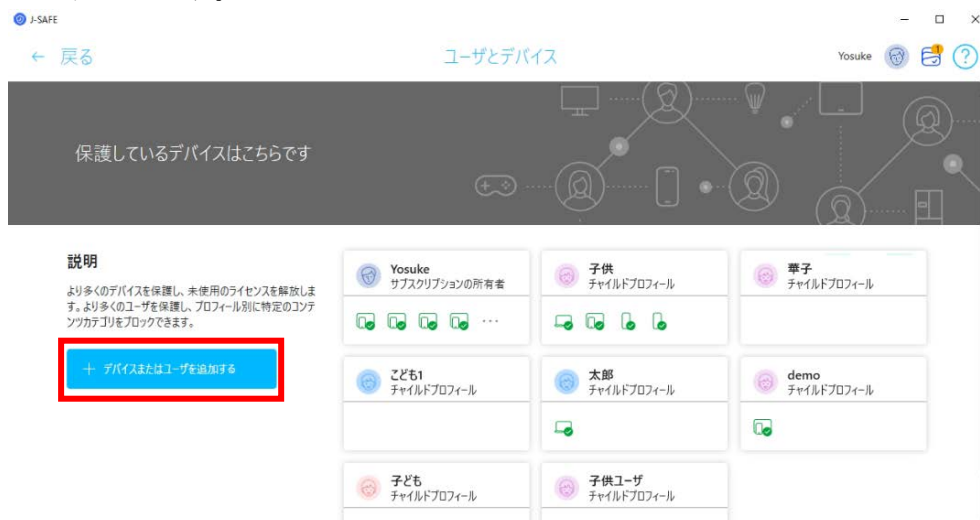 J-SAFE
← 戻る
ユーザとデバイス
Yosuke
1
?
保護しているデバイスはこちらです
説明
より多くのデバイスを保護し、未使用のライセンスを解放しま
す。より多くのユーザを保護し、プロフィール別に特定のコンテ
ンツカテゴリをブロックできます。
+ デバイスまたはユーザを追加する
Yosuke
サブスクリプションの所有者
...
子供
チャイルドプロフィール
華子
チャイルドプロフィール
こども1
チャイルドプロフィール
太郎
チャイルドプロフィール
demo
チャイルドプロフィール
子ども
チャイルドプロフィール
子供ユーザ
チャイルドプロフィール